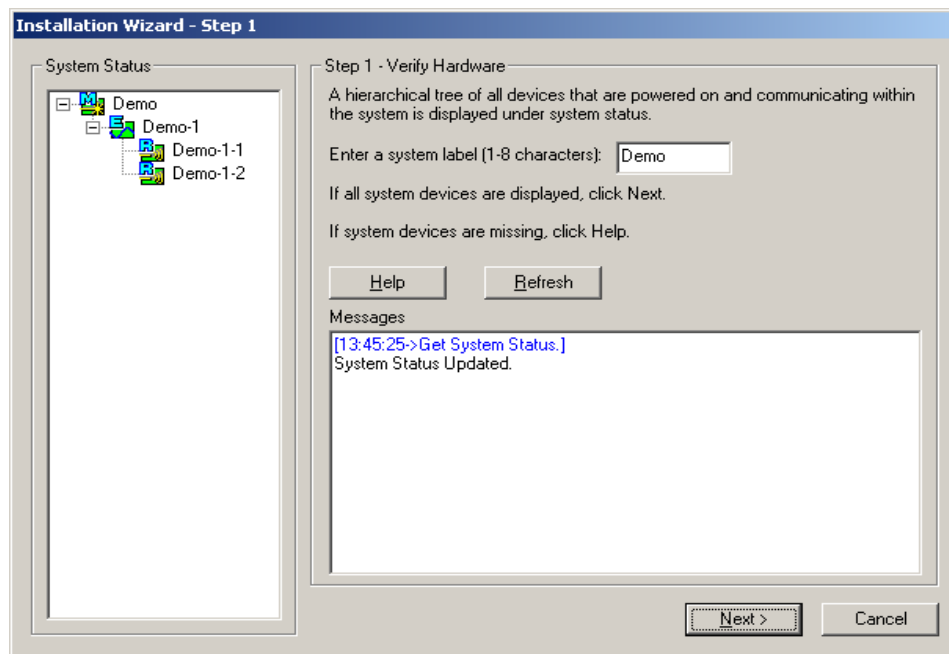 Installation Wizard - Step 1
System Status
M Demo
E Demo-1
R Demo-1-1
R Demo-1-2
Step 1 - Verify Hardware
A hierarchical tree of all devices that are powered on and communicating within
the system is displayed under system status.
Enter a system label (1-8 characters): Demo
If all system devices are displayed, click Next.
If system devices are missing, click Help.
Help Refresh
Messages
[13:45:25->Get System Status.]
System Status Updated.
Next > Cancel